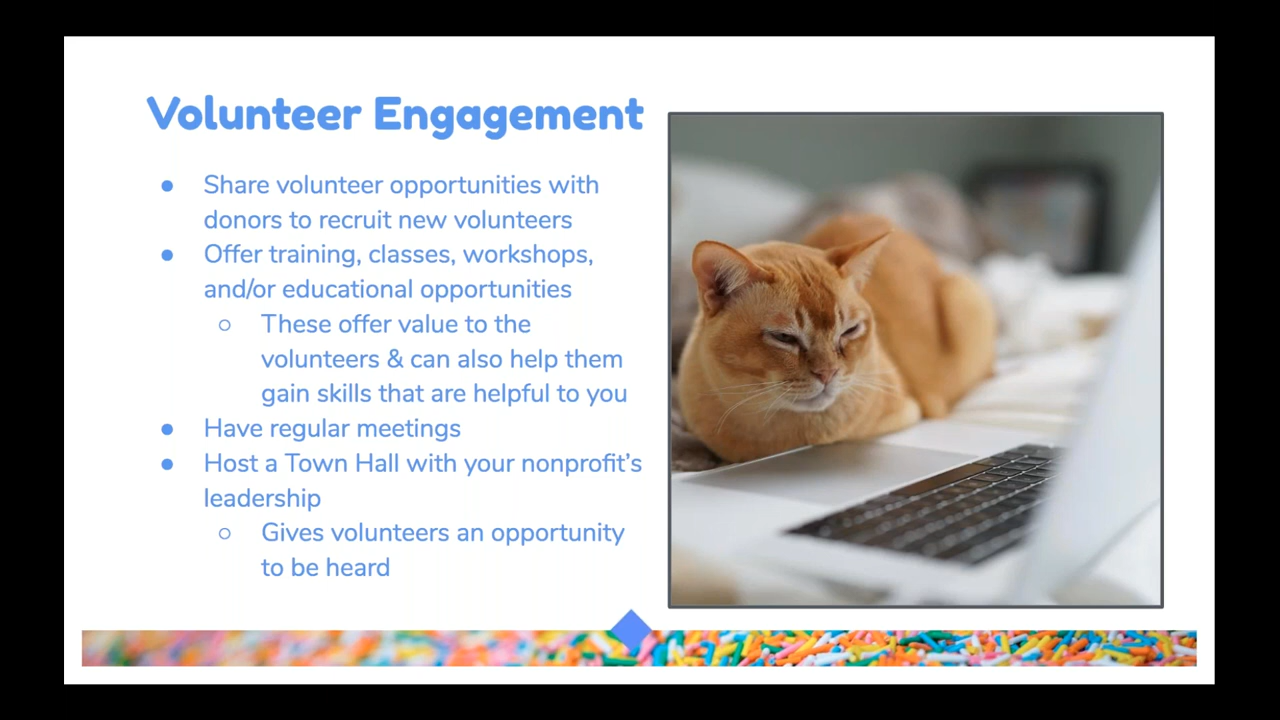 Volunteer Engagement
● Share volunteer opportunities with
donors to recruit new volunteers
● Offer training, classes, workshops,
and/or educational opportunities
○ These offer value to the
volunteers & can also help them
gain skills that are helpful to you
● Have regular meetings
● Host a Town Hall with your nonprofit's
leadership
○ Gives volunteers an opportunity
to be heard